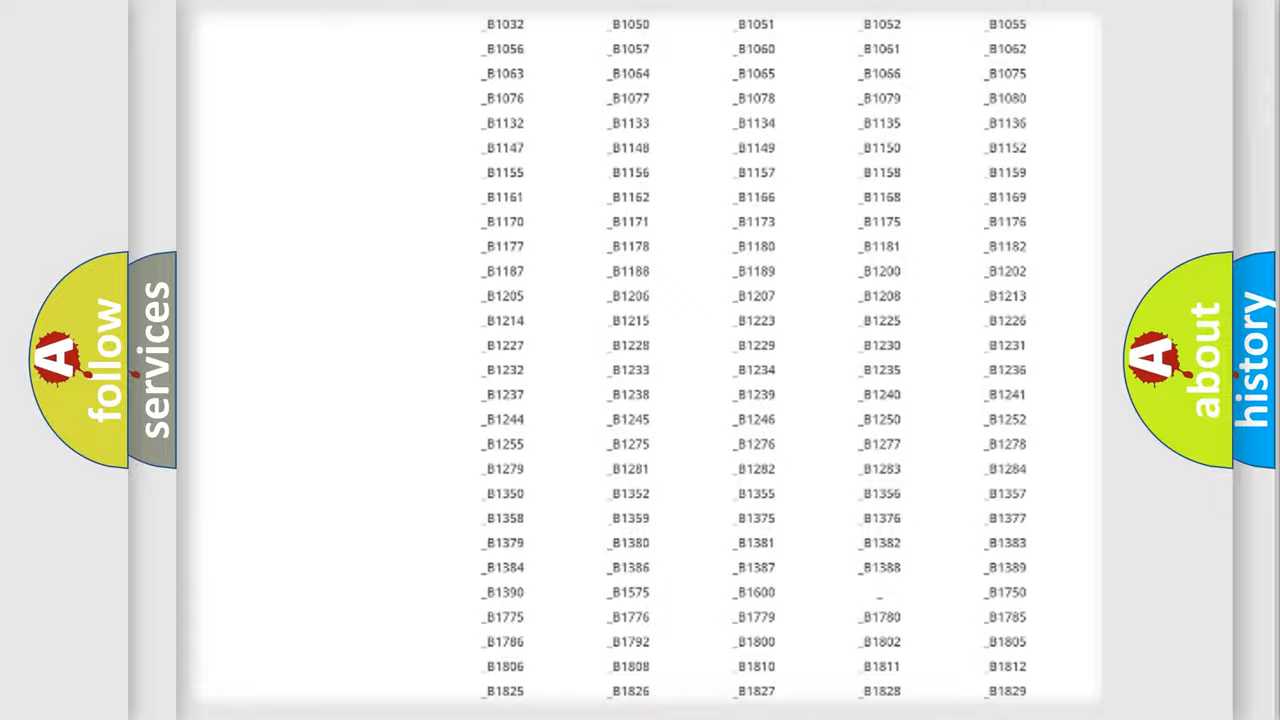 _B1032 _B1050 _B1051 _B1052 _B1055
_B1056 _B1057 _B1060 _B1061 _B1062
_B1063 _B1064 _B1065 _B1066 _B1075
_B1076 _B1077 _B1078 _B1079 _B1080
_B1132 _B1133 _B1134 _B1135 _B1136
_B1147 _B1148 _B1149 _B1150 _B1152
_B1155 _B1156 _B1157 _B1158 _B1159
_B1161 _B1162 _B1166 _B1168 _B1169
_B1170 _B1171 _B1173 _B1175 _B1176
_B1177 _B1178 _B1180 _B1181 _B1182
_B1187 _B1188 _B1189 _B1200 _B1202
_B1205 _B1206 _B1207 _B1208 _B1213
_B1214 _B1215 _B1223 _B1225 _B1226
_B1227 _B1228 _B1229 _B1230 _B1231
_B1232 _B1233 _B1234 _B1235 _B1236
_B1237 _B1238 _B1239 _B1240 _B1241
_B1244 _B1245 _B1246 _B1250 _B1252
_B1255 _B1275 _B1276 _B1277 _B1278
_B1279 _B1281 _B1282 _B1283 _B1284
_B1350 _B1352 _B1355 _B1356 _B1357
_B1358 _B1359 _B1375 _B1376 _B1377
_B1379 _B1380 _B1381 _B1382 _B1383
_B1384 _B1386 _B1387 _B1388 _B1389
_B1390 _B1575 _B1600 _ _B1750
_B1775 _B1776 _B1779 _B1780 _B1785
_B1786 _B1792 _B1800 _B1802 _B1805
_B1806 _B1808 _B1810 _B1811 _B1812
_B1825 _B1826 _B1827 _B1828 _B1829
A follow
services
A about
history